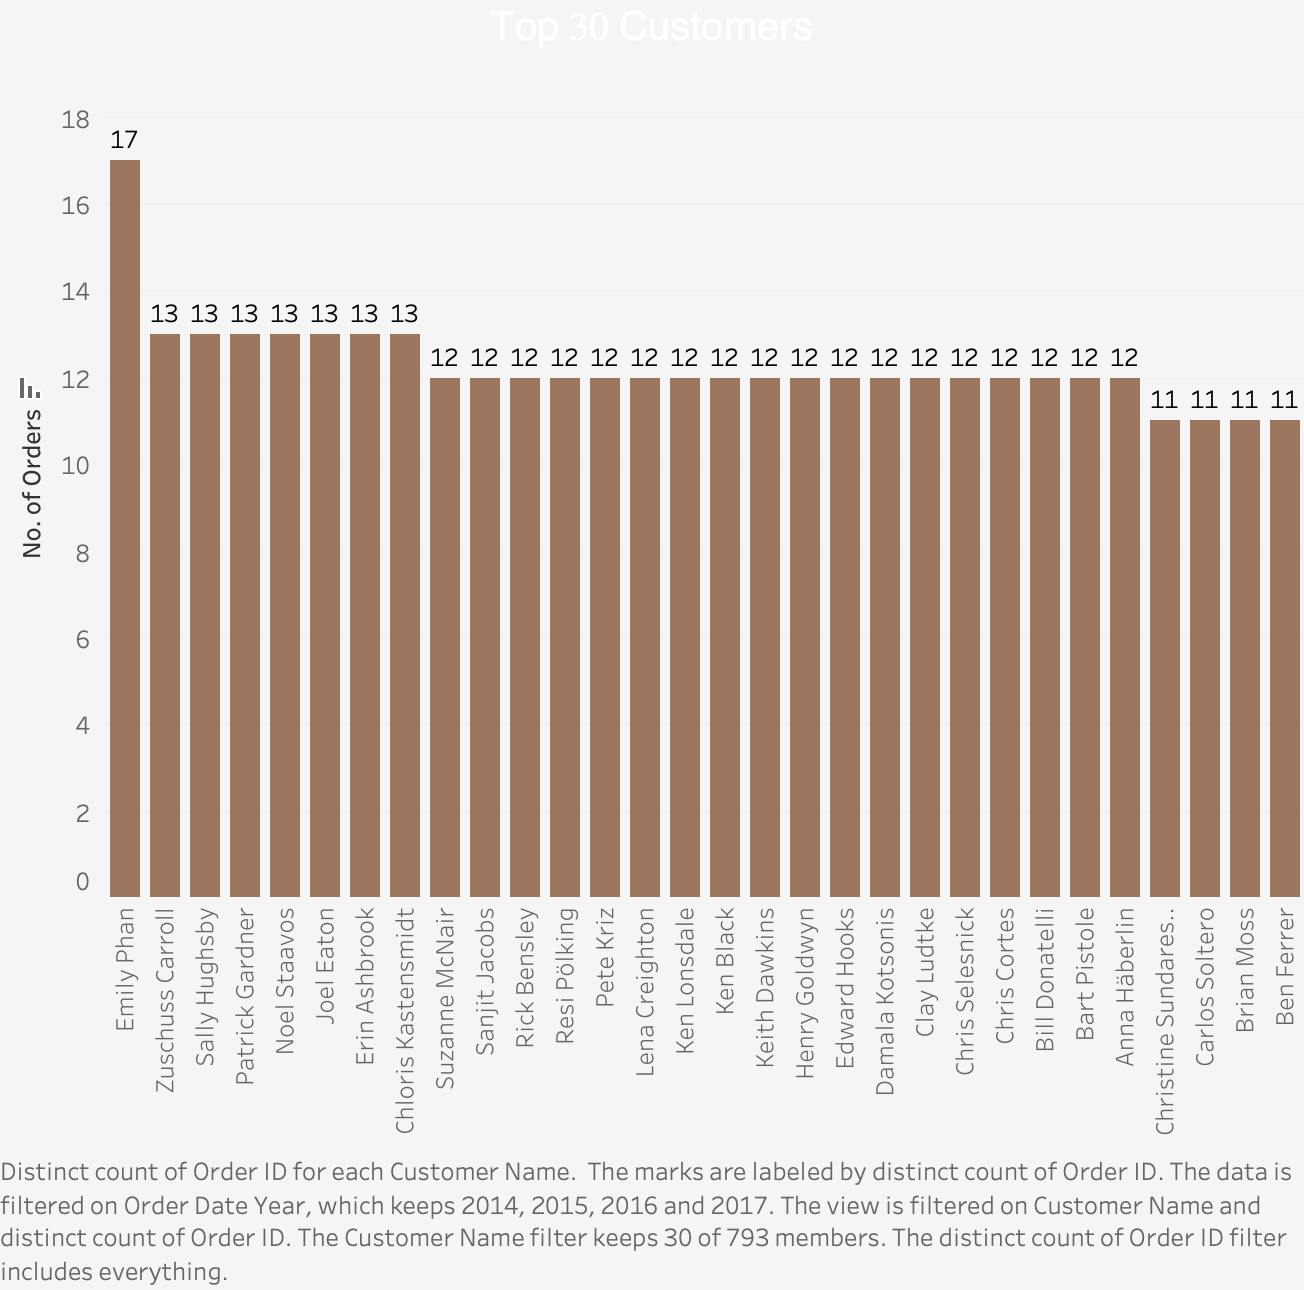 Top 30 Customers
18
16
14
12
10
8
6
4
2
0
No. of Orders
17
13 13 13 13 13 13 13
12 12 12 12 12 12 12 12 12 12 12 12 12 12 12 12 12 12
11 11 11 11
Emily Phan
Zuschuss Carroll
Sally Hughsby
Patrick Gardner
Noel Staavos
Joel Eaton
Erin Ashbrook
Chloris Kastensmidt
Suzanne McNair
Sanjit Jacobs
Rick Bensley
Resi Pölking
Pete Kriz
Lena Creighton
Ken Lonsdale
Ken Black
Keith Dawkins
Henry Goldwyn
Edward Hooks
Damala Kotsonis
Clay Ludtke
Chris Selesnick
Chris Cortes
Bill Donatelli
Bart Pistole
Anna Häberlin
Christine Sundares..
Carlos Soltero
Brian Moss
Ben Ferrer
Distinct count of Order ID for each Customer Name.  The marks are labeled by distinct count of Order ID. The data is
filtered on Order Date Year, which keeps 2014, 2015, 2016 and 2017. The view is filtered on Customer Name and
distinct count of Order ID. The Customer Name filter keeps 30 of 793 members. The distinct count of Order ID filter
includes everything.